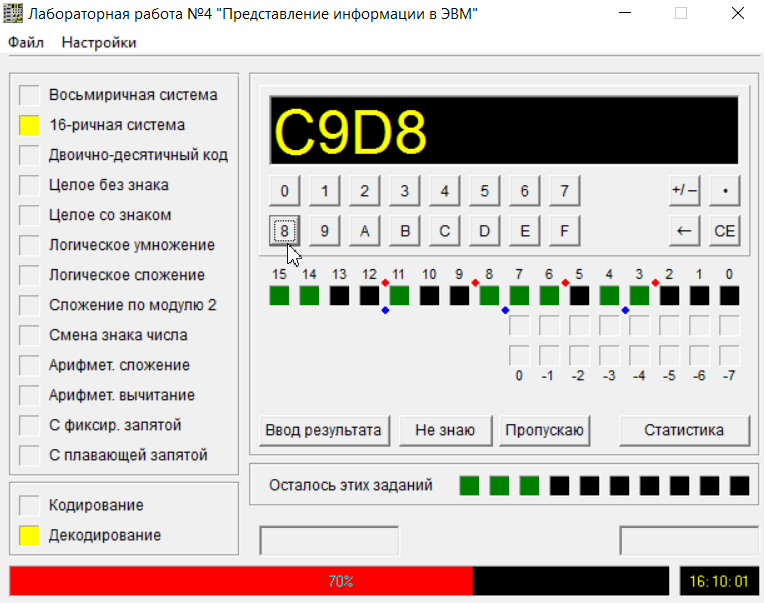 Лабораторная работа №4 "Представление информации в ЭВМ"
Файл Настройки
Восьмиричная система
16-ричная система
Двоично-десятичный код
Целое без знака
Целое со знаком
Логическое умножение
Логическое сложение
Сложение по модулю 2
Смена знака числа
Арифмет. сложение
Арифмет. вычитание
С фиксир. запятой
С плавающей запятой
Кодирование
Декодирование
C9D8
0 1 2 3 4 5 6 7 +/– •
8 9 A B C D E F ← CE
15 14 13 12 11 10 9 8 7 6 5 4 3 2 1 0
0 -1 -2 -3 -4 -5 -6 -7
Ввод результата Не знаю Пропускаю Статистика
Осталось этих заданий
70% 16:10:01